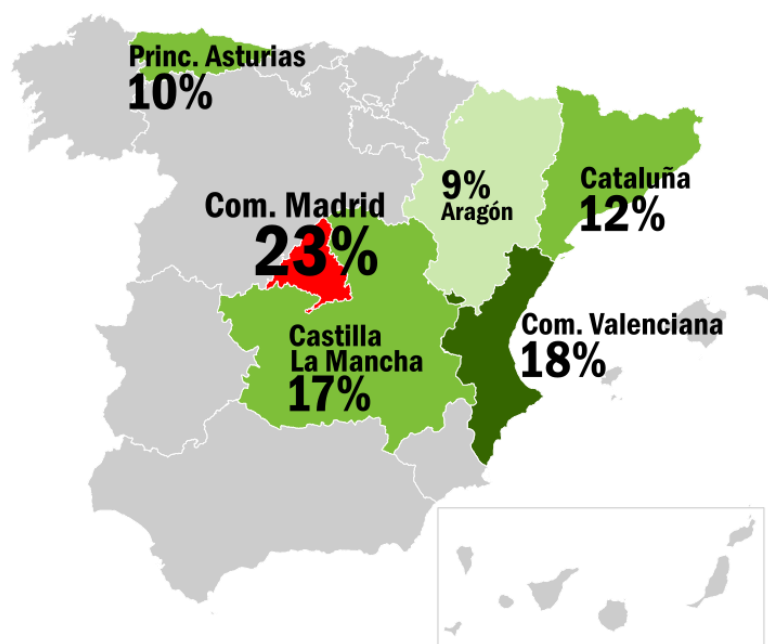 Princ. Asturias
10%
9%
Aragón
Cataluña
12%
Com. Madrid
23%
Com. Valenciana
18%
Castilla
La Mancha
17%